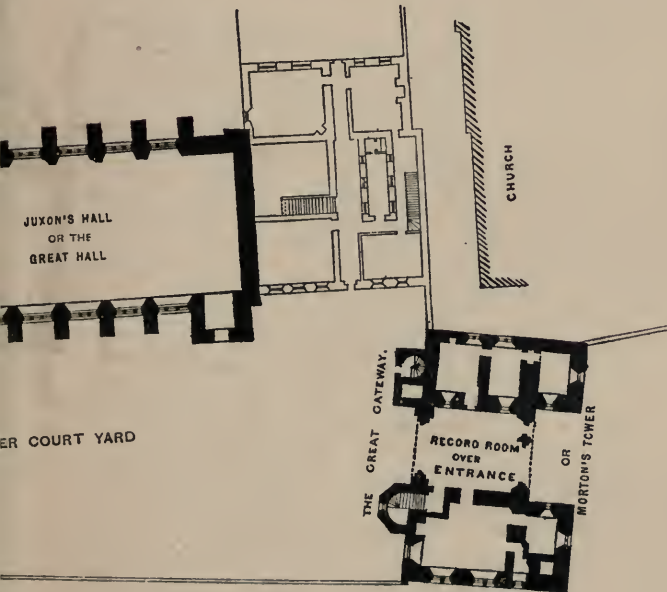 JUXON'S HALL
OR THE
GREAT HALL
CHURCH
ER COURT YARD
THE GREAT GATEWAY.
RECORD ROOM
OVER
ENTRANCE
OR
MORTON'S TOWER